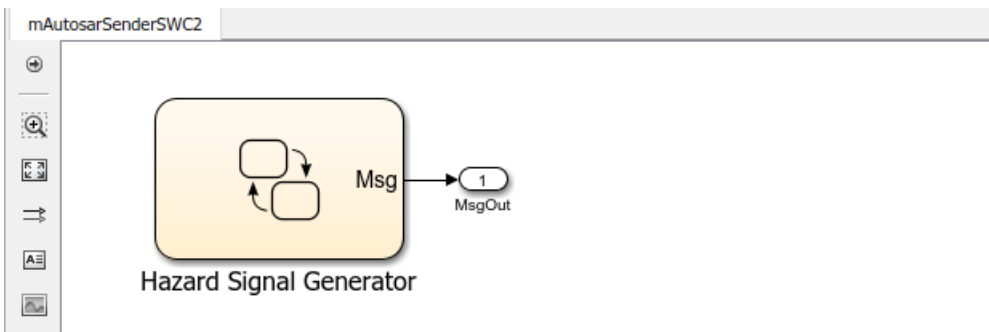 mAutosarSenderSWC2
Msg
1
MsgOut
A
Hazard Signal Generator